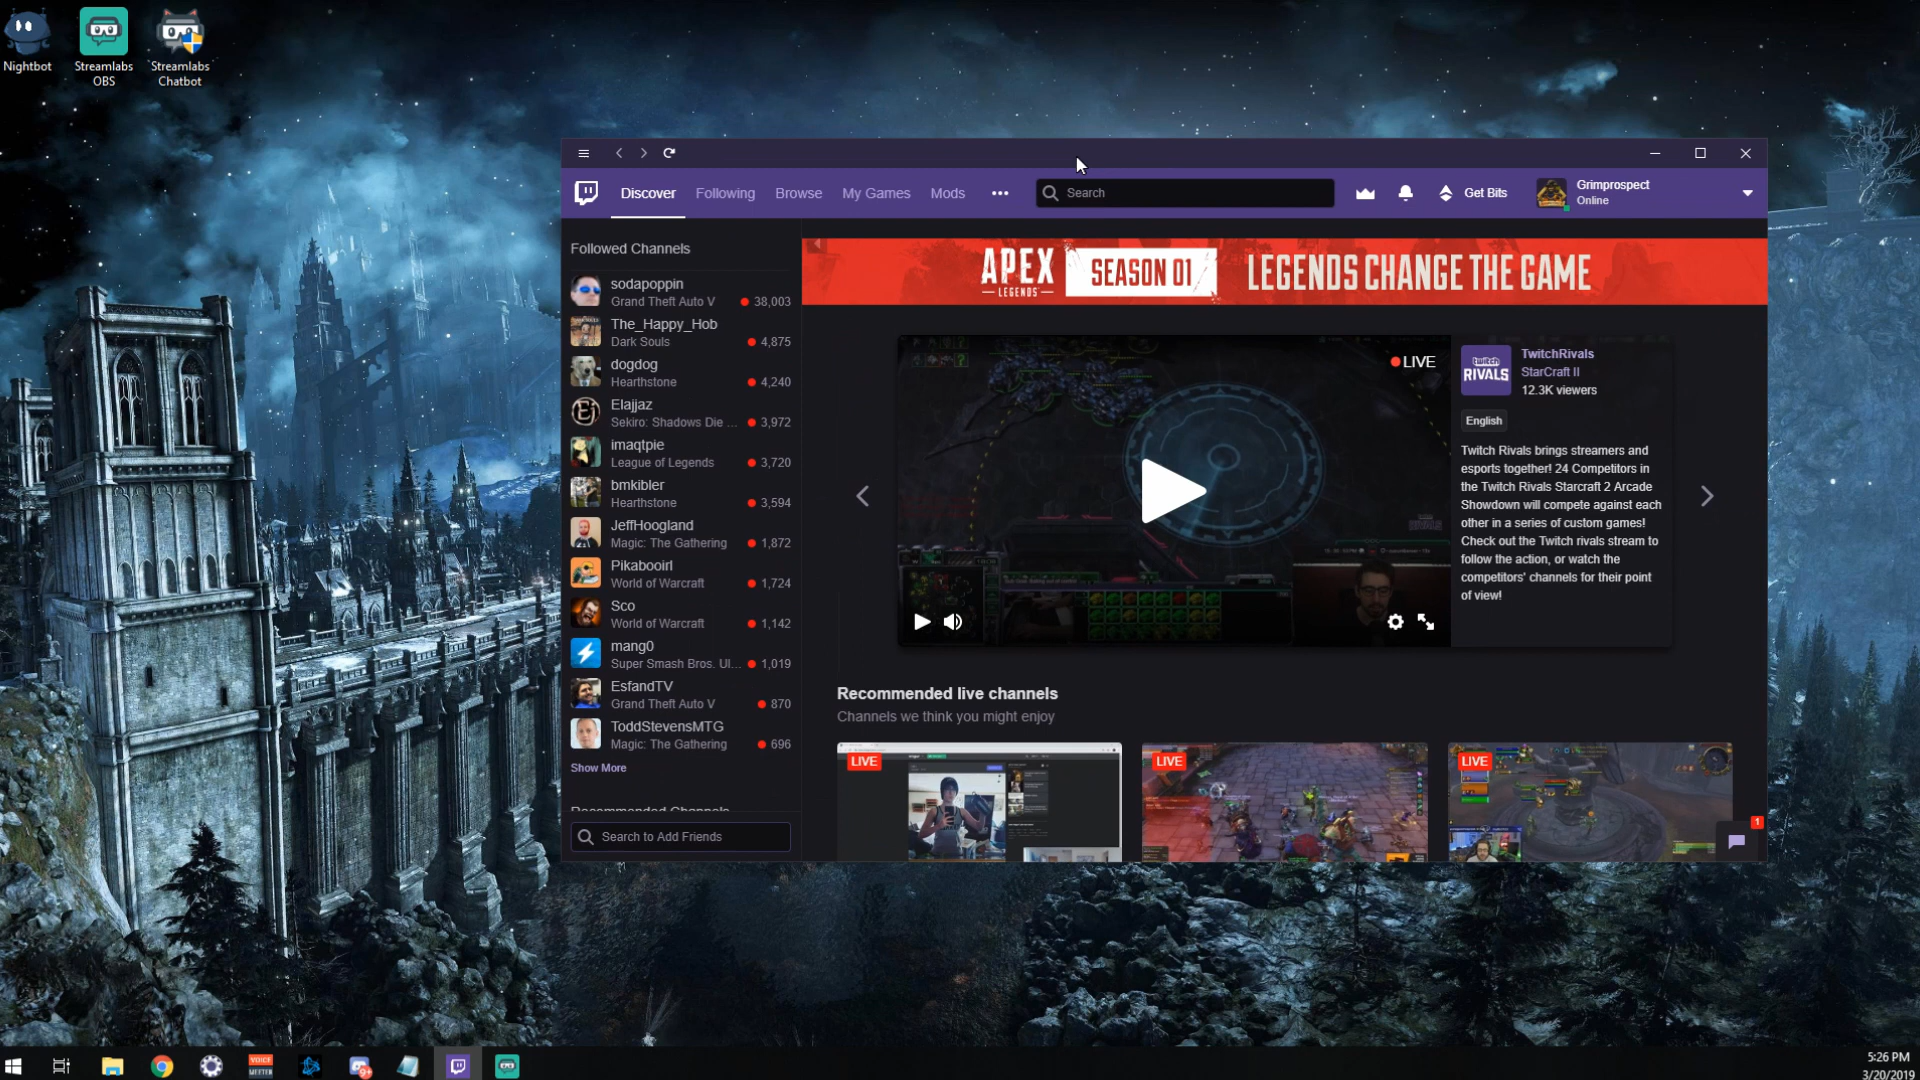 Nightbot
Streamlabs
OBS
Streamlabs
Chatbot
Discover
Following
Browse
My Games
Mods
Search
Get Bits
Grimprospect
Online
Followed Channels
sodapoppin
Grand Theft Auto V
38,003
The_Happy_Hob
Dark Souls
4,875
dogdog
Hearthstone
4,240
Elajjaz
Sekiro: Shadows Die ...
3,972
imaqtpie
League of Legends
3,720
bmkibler
Hearthstone
3,594
JeffHoogland
Magic: The Gathering
1,872
Pikabooirl
World of Warcraft
1,724
Sco
World of Warcraft
1,142
mang0
Super Smash Bros. Ul...
1,019
EsfandTV
Grand Theft Auto V
870
ToddStevensMTG
Magic: The Gathering
696
Show More
Recommended Channels
Search to Add Friends
APEX
LEGENDS
SEASON 01
LEGENDS CHANGE THE GAME
LIVE
twitch
RIVALS
TwitchRivals
StarCraft II
12.3K viewers
English
Twitch Rivals brings streamers and
esports together! 24 Competitors in
the Twitch Rivals Starcraft 2 Arcade
Showdown will compete against each
other in a series of custom games!
Check out the Twitch rivals stream to
follow the action, or watch the
competitors' channels for their point
of view!
Recommended live channels
Channels we think you might enjoy
LIVE
LIVE
LIVE
1
VOICE
MEETER
9+
5:26 PM
3/20/2019